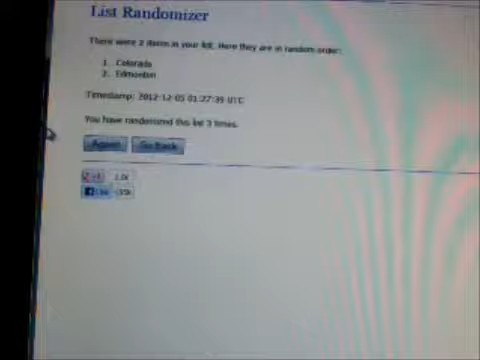 List Randomizer
There were 2 items in your list. Here they are in random order:
1. Colorado
2. Edmonton
Timestamp: 2012-12-05 01:27:39 UTC
You have randomized this list 3 times.
Again! Go Back
+1